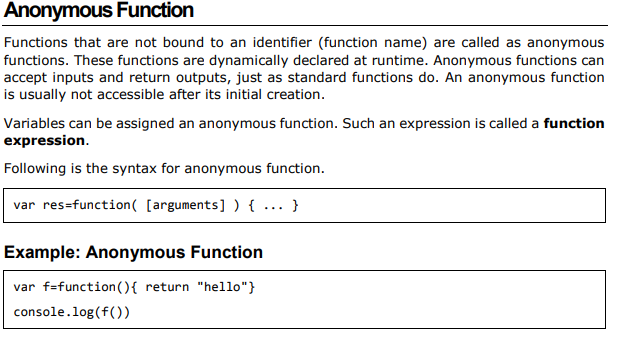 Anonymous Function
Functions that are not bound to an identifier (function name) are called as anonymous
functions. These functions are dynamically declared at runtime. Anonymous functions can
accept inputs and return outputs, just as standard functions do. An anonymous function
is usually not accessible after its initial creation.
Variables can be assigned an anonymous function. Such an expression is called a function
expression.
Following is the syntax for anonymous function.
var res=function( [arguments] ) { ... }
Example: Anonymous Function
var f=function(){ return "hello"}
console.log(f())